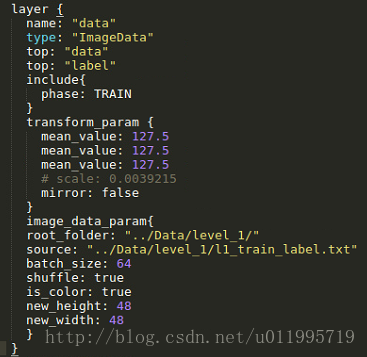 layer {
name: "data"
type: "ImageData"
top: "data"
top: "label"
include{
phase: TRAIN
}
transform_param {
mean_value: 127.5
mean_value: 127.5
mean_value: 127.5
# scale: 0.0039215
mirror: false
}
image_data_param{
root_folder: "../Data/level_1/"
source: "../Data/level_1/l1_train_label.txt"
batch_size: 64
shuffle: true
is_color: true
new_height: 48
new_width: 48
}
}
http://blog.csdn.net/u011995719